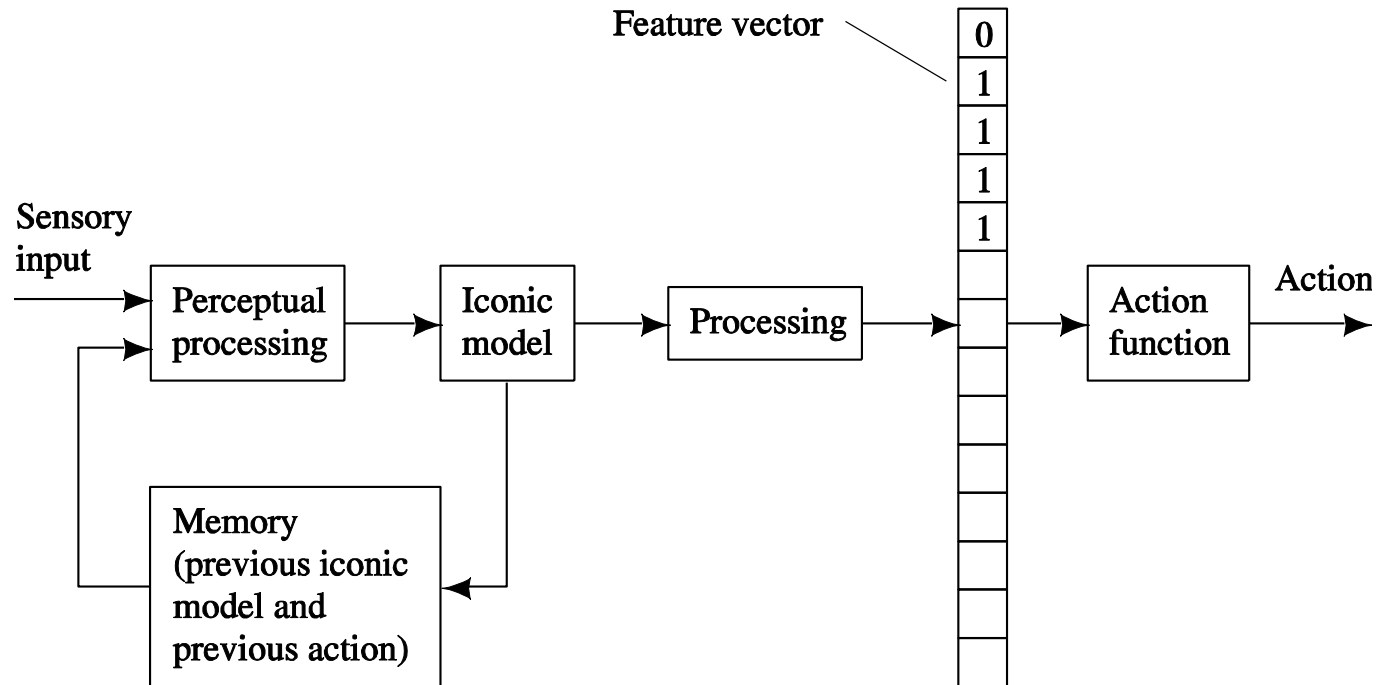 Feature vector
0
1
1
1
1
Sensory
input
Perceptual
processing
Iconic
model
Processing
Action
function
Action
Memory
(previous iconic
model and
previous action)